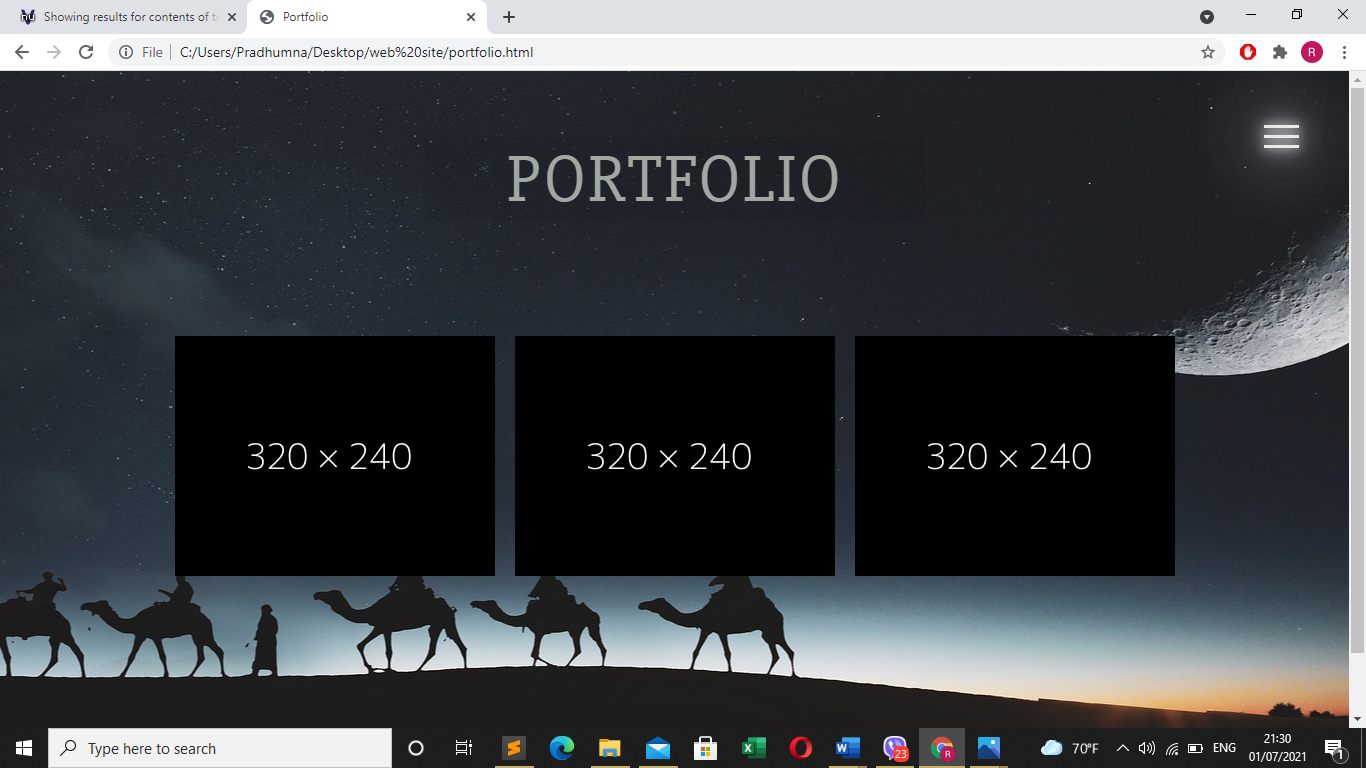 Showing results for contents of t
Portfolio
File
C:/Users/Pradhumna/Desktop/web%20site/portfolio.html
R
PORTFOLIO
320 × 240
320 × 240
320 × 240
Type here to search
23
R
70°F
ENG
21:30
01/07/2021
1